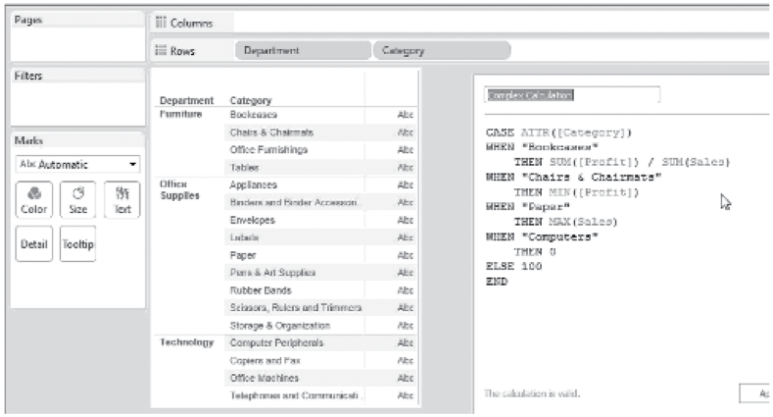 Pages
Columns
Rows Department Category
Filters
Marks
Abc Automatic
Color Size Text
Detail Tooltip
Department Category
Furniture Bookcases Abc
Chairs & Chairmats Abc
Office Furnishings Abc
Tables Abc
Office Supplies Appliances Abc
Binders and Binder Accessori.. Abc
Envelopes Abc
Labels Abc
Paper Abc
Pens & Art Supplies Abc
Rubber Bands Abc
Scissors, Rulers and Trimmers Abc
Storage & Organization Abc
Technology Computer Peripherals Abc
Copiers and Fax Abc
Office Machines Abc
Telephones and Communicati.. Abc
Complex Calculation
CASE ATTR([Category])
WHEN "Bookcases"
THEN SUM([Profit]) / SUM(Sales)
WHEN "Chairs & Chairmats"
THEN MIN([Profit])
WHEN "Paper"
THEN MAX(Sales)
WHEN "Computers"
THEN 0
ELSE 100
END
The calculation is valid.
Ap